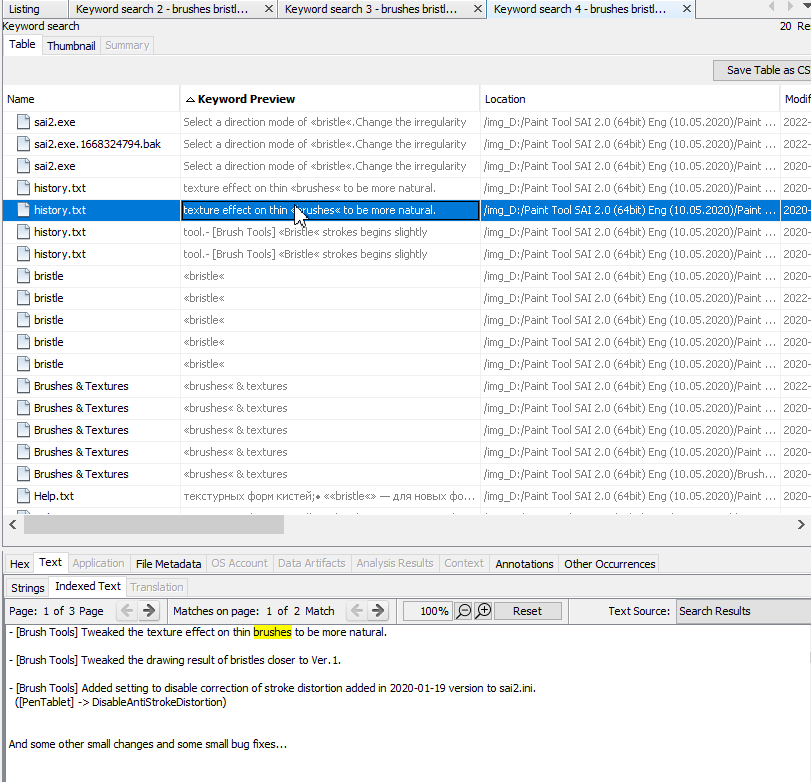 Listing
Keyword search 2 - brushes bristl...
Keyword search 3 - brushes bristl...
Keyword search 4 - brushes bristl...
Keyword search
20 Re
Table
Thumbnail
Summary
Save Table as CS
Name Keyword Preview Location Modif
sai2.exe Select a direction mode of «bristle«.Change the irregularity /img_D:/Paint Tool SAI 2.0 (64bit) Eng (10.05.2020)/Paint ... 2022-
sai2.exe.1668324794.bak Select a direction mode of «bristle«.Change the irregularity /img_D:/Paint Tool SAI 2.0 (64bit) Eng (10.05.2020)/Paint ... 2022-
sai2.exe Select a direction mode of «bristle«.Change the irregularity /img_D:/Paint Tool SAI 2.0 (64bit) Eng (10.05.2020)/Paint ... 2020-
history.txt texture effect on thin «brushes« to be more natural. /img_D:/Paint Tool SAI 2.0 (64bit) Eng (10.05.2020)/Paint ... 2020-
history.txt texture effect on thin «brushes« to be more natural. /img_D:/Paint Tool SAI 2.0 (64bit) Eng (10.05.2020)/Paint ... 2020-
history.txt tool.- [Brush Tools] «Bristle« strokes begins slightly /img_D:/Paint Tool SAI 2.0 (64bit) Eng (10.05.2020)/Paint ... 2020-
history.txt tool.- [Brush Tools] «Bristle« strokes begins slightly /img_D:/Paint Tool SAI 2.0 (64bit) Eng (10.05.2020)/Paint ... 2020-
bristle «bristle« /img_D:/Paint Tool SAI 2.0 (64bit) Eng (10.05.2020)/Paint ... 2020-
bristle «bristle« /img_D:/Paint Tool SAI 2.0 (64bit) Eng (10.05.2020)/Paint ... 2022-
bristle «bristle« /img_D:/Paint Tool SAI 2.0 (64bit) Eng (10.05.2020)/Paint ... 2020-
bristle «bristle« /img_D:/Paint Tool SAI 2.0 (64bit) Eng (10.05.2020)/Paint ... 2020-
bristle «bristle« /img_D:/Paint Tool SAI 2.0 (64bit) Eng (10.05.2020)/Paint ... 2020-
Brushes & Textures «brushes« & textures /img_D:/Paint Tool SAI 2.0 (64bit) Eng (10.05.2020)/Paint ... 2022-
Brushes & Textures «brushes« & textures /img_D:/Paint Tool SAI 2.0 (64bit) Eng (10.05.2020)/Paint ... 2020-
Brushes & Textures «brushes« & textures /img_D:/Paint Tool SAI 2.0 (64bit) Eng (10.05.2020)/Paint ... 2020-
Brushes & Textures «brushes« & textures /img_D:/Paint Tool SAI 2.0 (64bit) Eng (10.05.2020)/Paint ... 2020-
Brushes & Textures «brushes« & textures /img_D:/Paint Tool SAI 2.0 (64bit) Eng (10.05.2020)/Brush... 2020-
Help.txt текстурных форм кистей;• ««bristle«» — для новых фо... /img_D:/Paint Tool SAI 2.0 (64bit) Eng (10.05.2020)/Paint ... 2020-
Hex Text Application File Metadata OS Account Data Artifacts Analysis Results Context Annotations Other Occurrences
Strings Indexed Text Translation
Page: 1 of 3 Page Matches on page: 1 of 2 Match 100% Reset Text Source: Search Results
- [Brush Tools] Tweaked the texture effect on thin brushes to be more natural.
- [Brush Tools] Tweaked the drawing result of bristles closer to Ver.1.
- [Brush Tools] Added setting to disable correction of stroke distortion added in 2020-01-19 version to sai2.ini.
([PenTablet] -> DisableAntiStrokeDistortion)
And some other small changes and some small bug fixes...